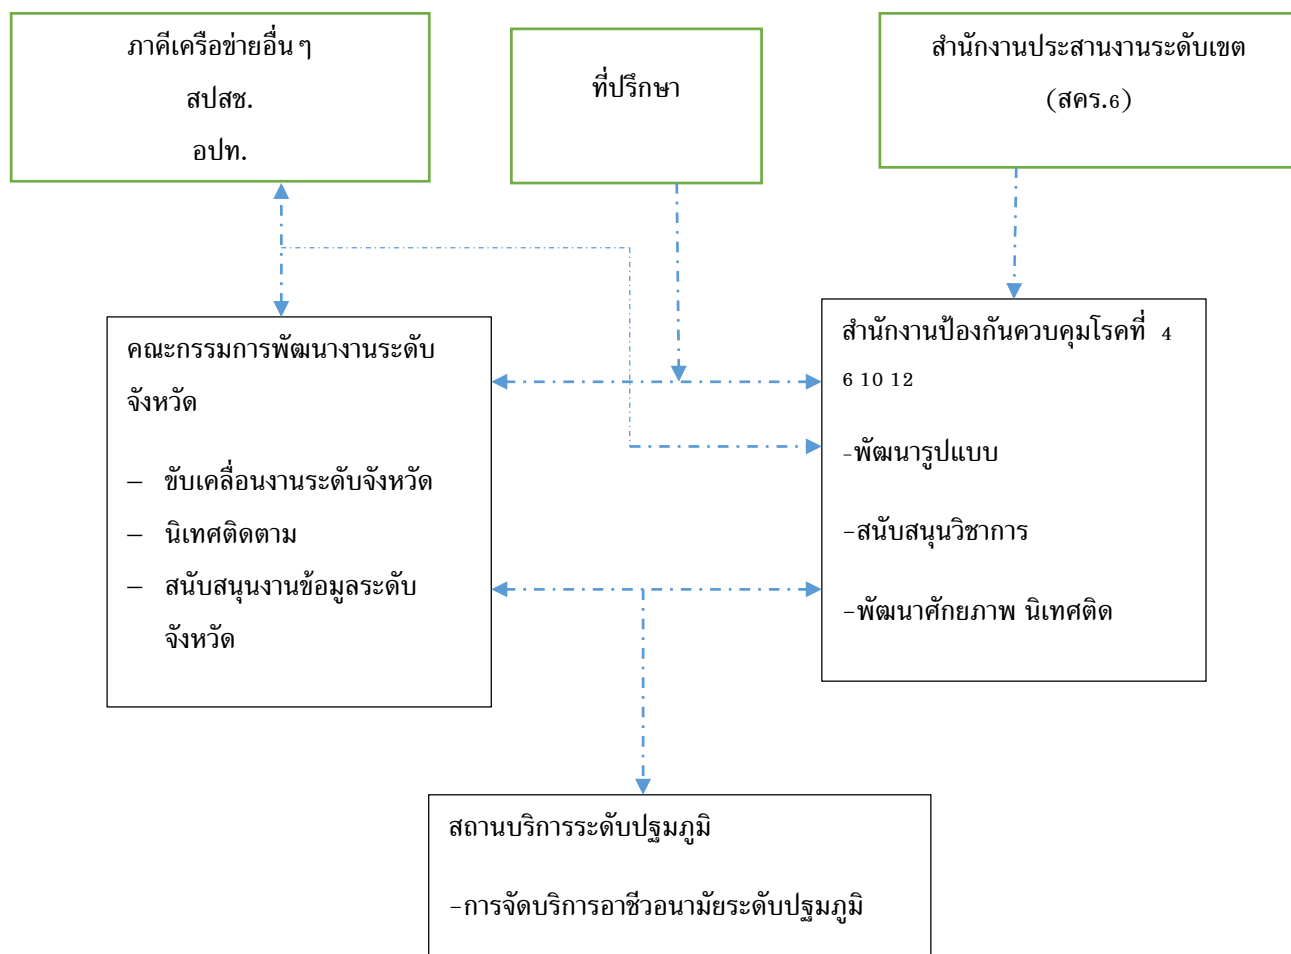 ภาคีเครือข่ายอื่น ๆ
สปสช.
อปท.
ที่ปรึกษา
สำนักงานประสานงานระดับเขต
(สคร.6)
คณะกรรมการพัฒนางานระดับ
จังหวัด
– ขับเคลื่อนงานระดับจังหวัด
– นิเทศติดตาม
– สนับสนุนงานข้อมูลระดับ
จังหวัด
สำนักงานป้องกันควบคุมโรคที่ 4
6 10 12
-พัฒนารูปแบบ
-สนับสนุนวิชาการ
-พัฒนาศักยภาพ นิเทศติด
สถานบริการระดับปฐมภูมิ
-การจัดบริการอาชีวอนามัยระดับปฐมภูมิ